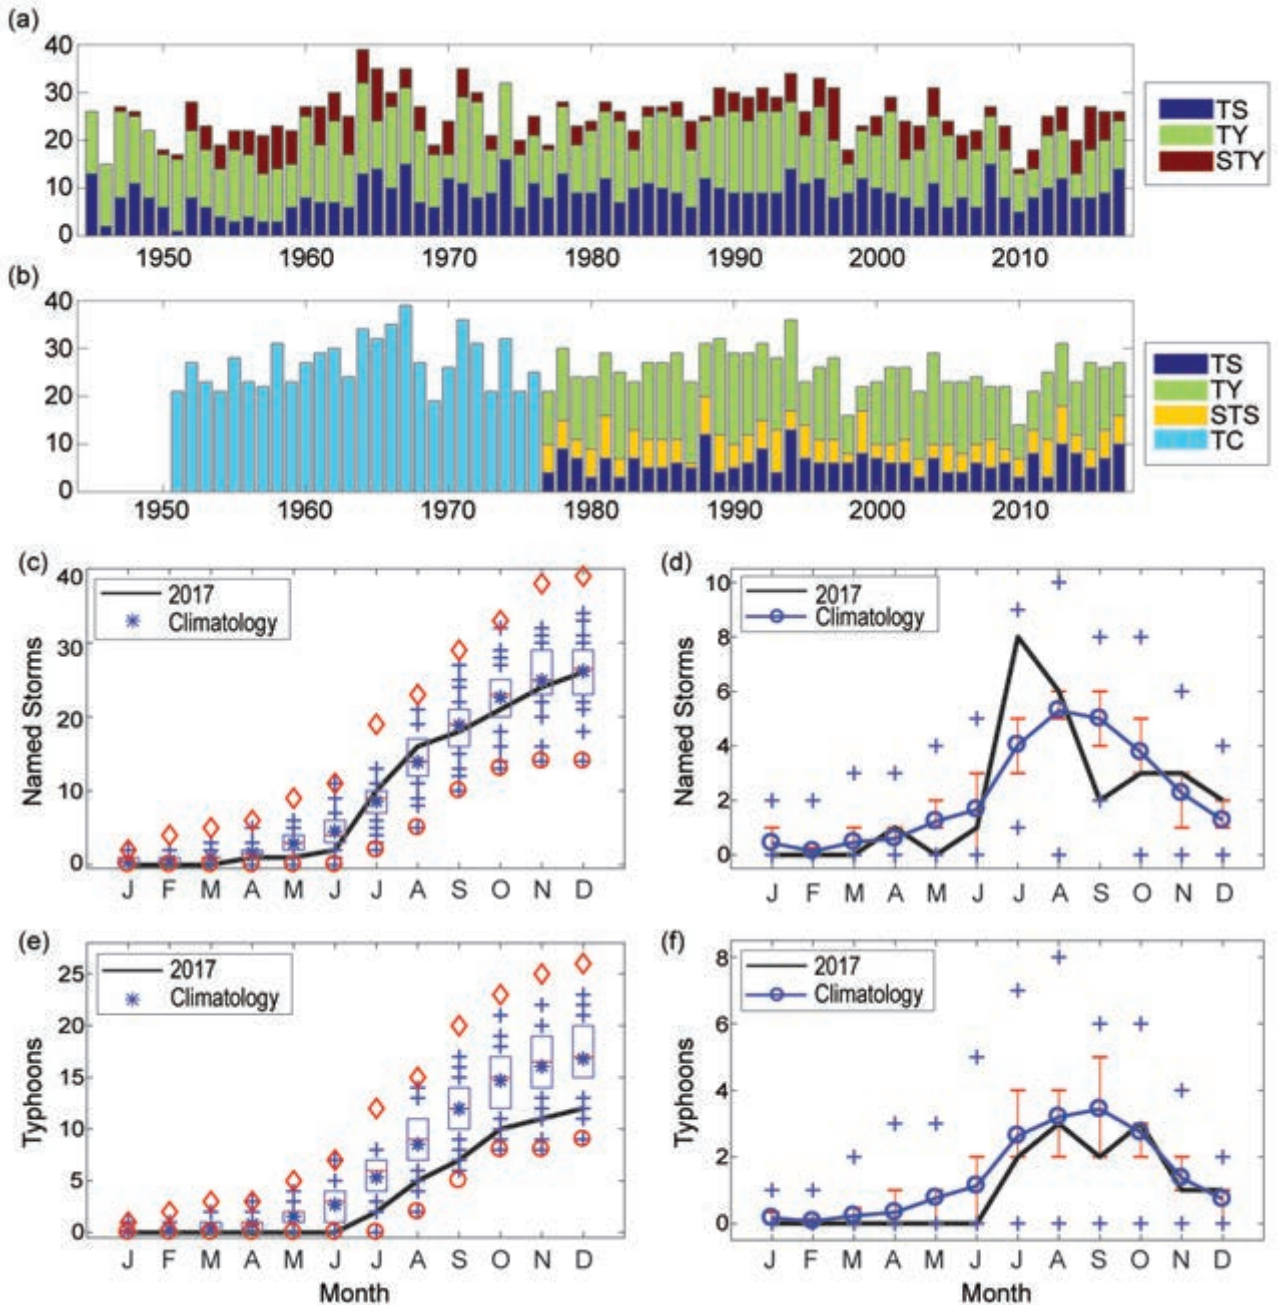 (a)
40
30
20
10
0
1950 1960 1970 1980 1990 2000 2010
TS
TY
STY
(b)
40
30
20
10
0
1950 1960 1970 1980 1990 2000 2010
TS
TY
STS
TC
(c)
40
30
20
10
0
Named Storms
2017
Climatology
J F M A M J J A S O N D
(d)
10
8
6
4
2
0
Named Storms
2017
Climatology
J F M A M J J A S O N D
(e)
25
20
15
10
5
0
Typhoons
2017
Climatology
J F M A M J J A S O N D
Month
(f)
8
6
4
2
0
Typhoons
2017
Climatology
J F M A M J J A S O N D
Month